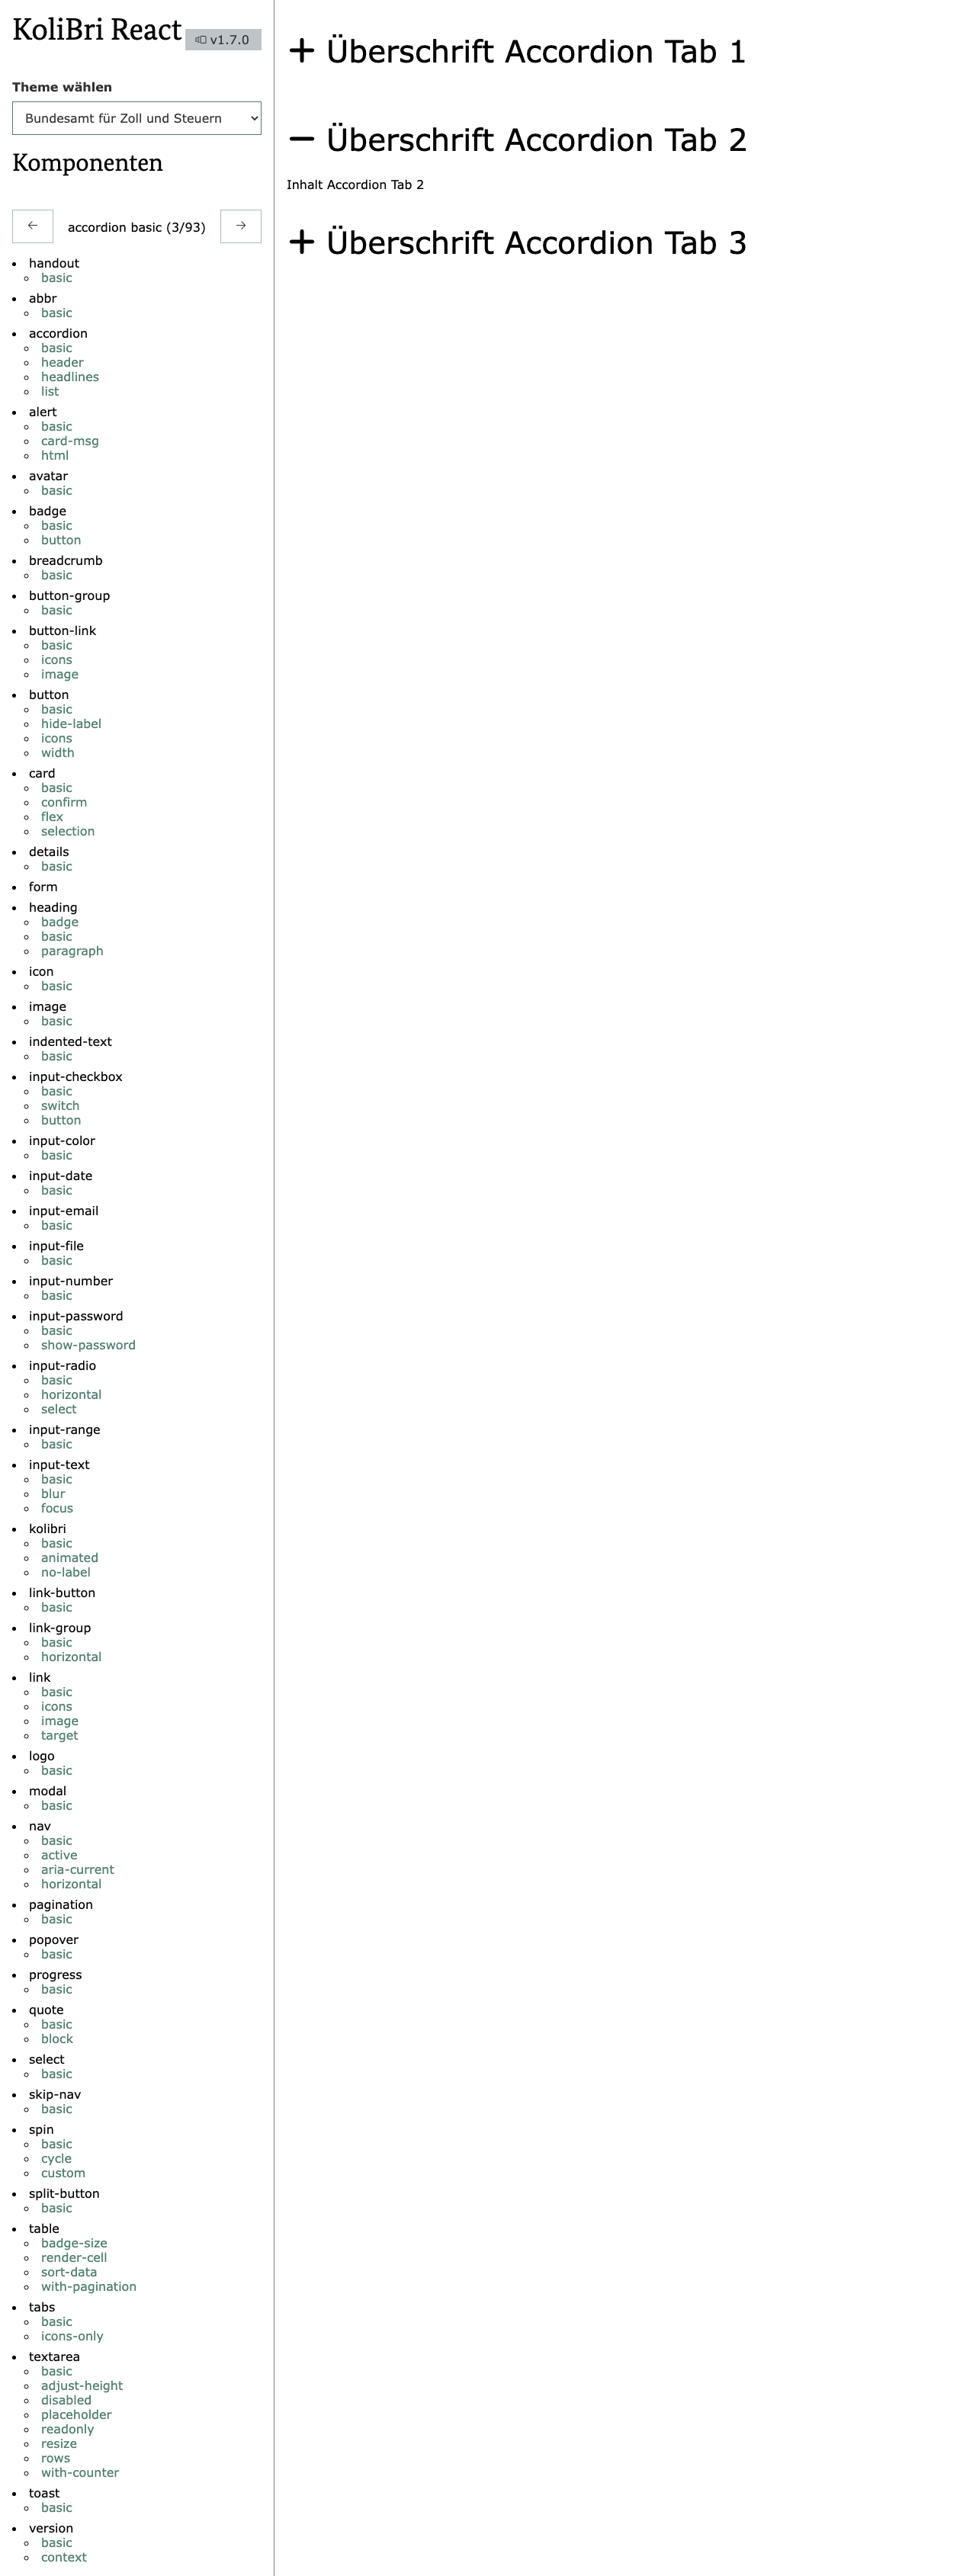 KoliBri React
v1.7.0
Theme wählen
Bundesamt für Zoll und Steuern
Komponenten
accordion basic (3/93)
handout
basic
abbr
basic
accordion
basic
header
headlines
list
alert
basic
card-msg
html
avatar
basic
badge
basic
button
breadcrumb
basic
button-group
basic
button-link
basic
icons
image
button
basic
hide-label
icons
width
card
basic
confirm
flex
selection
details
basic
form
heading
badge
basic
paragraph
icon
basic
image
basic
indented-text
basic
input-checkbox
basic
switch
button
input-color
basic
input-date
basic
input-email
basic
input-file
basic
input-number
basic
input-password
basic
show-password
input-radio
basic
horizontal
select
input-range
basic
input-text
basic
blur
focus
kolibri
basic
animated
no-label
link-button
basic
link-group
basic
horizontal
link
basic
icons
image
target
logo
basic
modal
basic
nav
basic
active
aria-current
horizontal
pagination
basic
popover
basic
progress
basic
quote
basic
block
select
basic
skip-nav
basic
spin
basic
cycle
custom
split-button
basic
table
badge-size
render-cell
sort-data
with-pagination
tabs
basic
icons-only
textarea
basic
adjust-height
disabled
placeholder
readonly
resize
rows
with-counter
toast
basic
version
basic
context
Überschrift Accordion Tab 1
Überschrift Accordion Tab 2
Inhalt Accordion Tab 2
Überschrift Accordion Tab 3